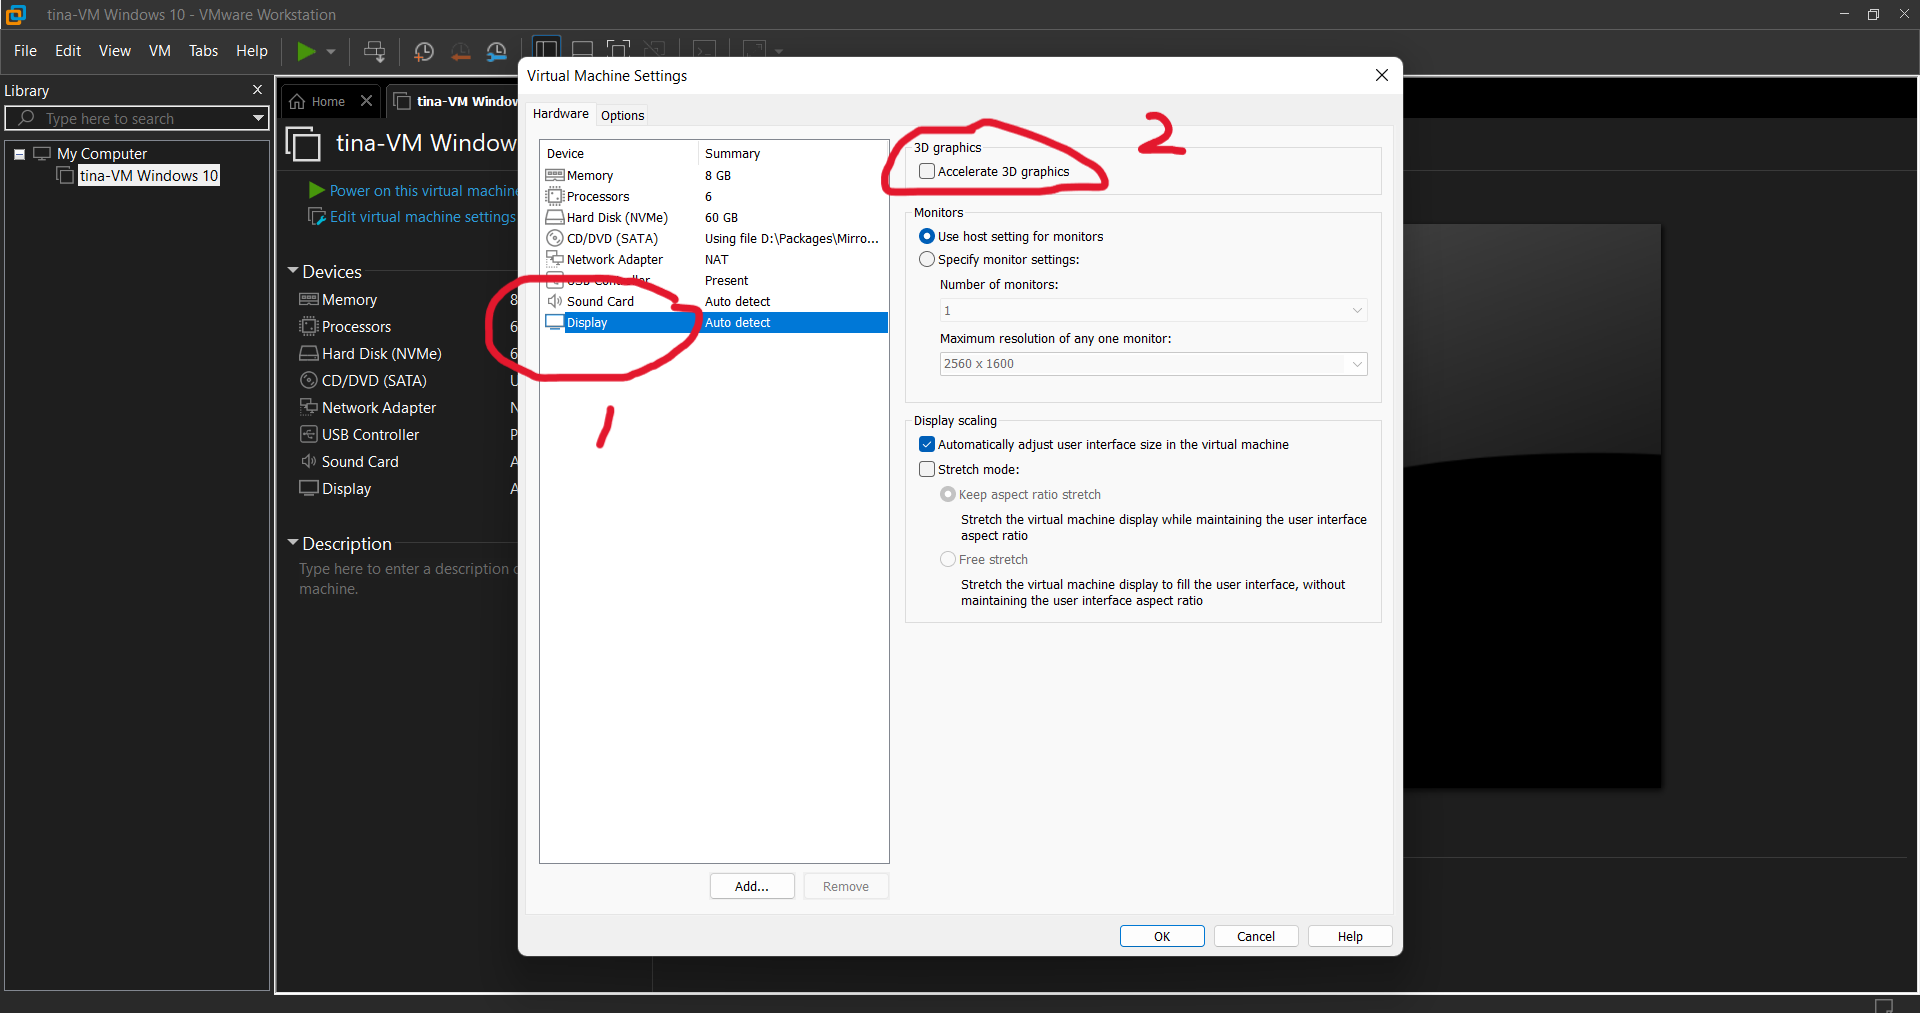 tina-VM Windows 10 - VMware Workstation
File Edit View VM Tabs Help
Library
Type here to search
My Computer
tina-VM Windows 10
Home
tina-VM Window
tina-VM Window
Power on this virtual machine
Edit virtual machine settings
Devices
Memory 8
Processors 6
Hard Disk (NVMe) 6
CD/DVD (SATA) U
Network Adapter N
USB Controller P
Sound Card A
Display A
Description
Type here to enter a description o
machine.
Virtual Machine Settings
Hardware Options
Device Summary
Memory 8 GB
Processors 6
Hard Disk (NVMe) 60 GB
CD/DVD (SATA) Using file D:\Packages\Mirro...
Network Adapter NAT
USB Controller Present
Sound Card Auto detect
Display Auto detect
1
Add... Remove
2
3D graphics
Accelerate 3D graphics
Monitors
Use host setting for monitors
Specify monitor settings:
Number of monitors:
1
Maximum resolution of any one monitor:
2560 x 1600
Display scaling
Automatically adjust user interface size in the virtual machine
Stretch mode:
Keep aspect ratio stretch
Stretch the virtual machine display while maintaining the user interface
aspect ratio
Free stretch
Stretch the virtual machine display to fill the user interface, without
maintaining the user interface aspect ratio
OK Cancel Help